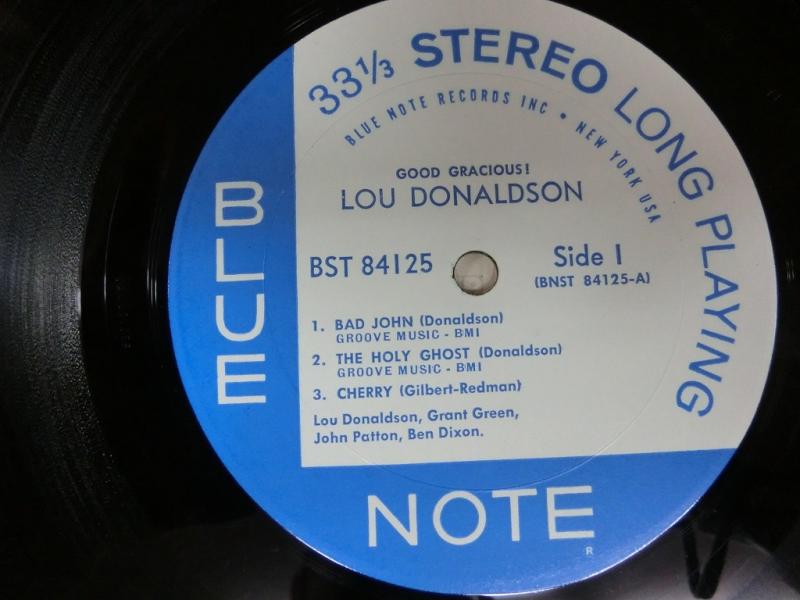 33⅓ STEREO LONG PLAYING
BLUE NOTE RECORDS INC • NEW YORK USA
GOOD GRACIOUS!
LOU DONALDSON
BST 84125
Side 1
(BNST 84125-A)
1. BAD JOHN (Donaldson)
GROOVE MUSIC - BMI
2. THE HOLY GHOST (Donaldson)
GROOVE MUSIC - BMI
3. CHERRY (Gilbert-Redman)
Lou Donaldson, Grant Green,
John Patton, Ben Dixon.
BLUE
NOTE
R